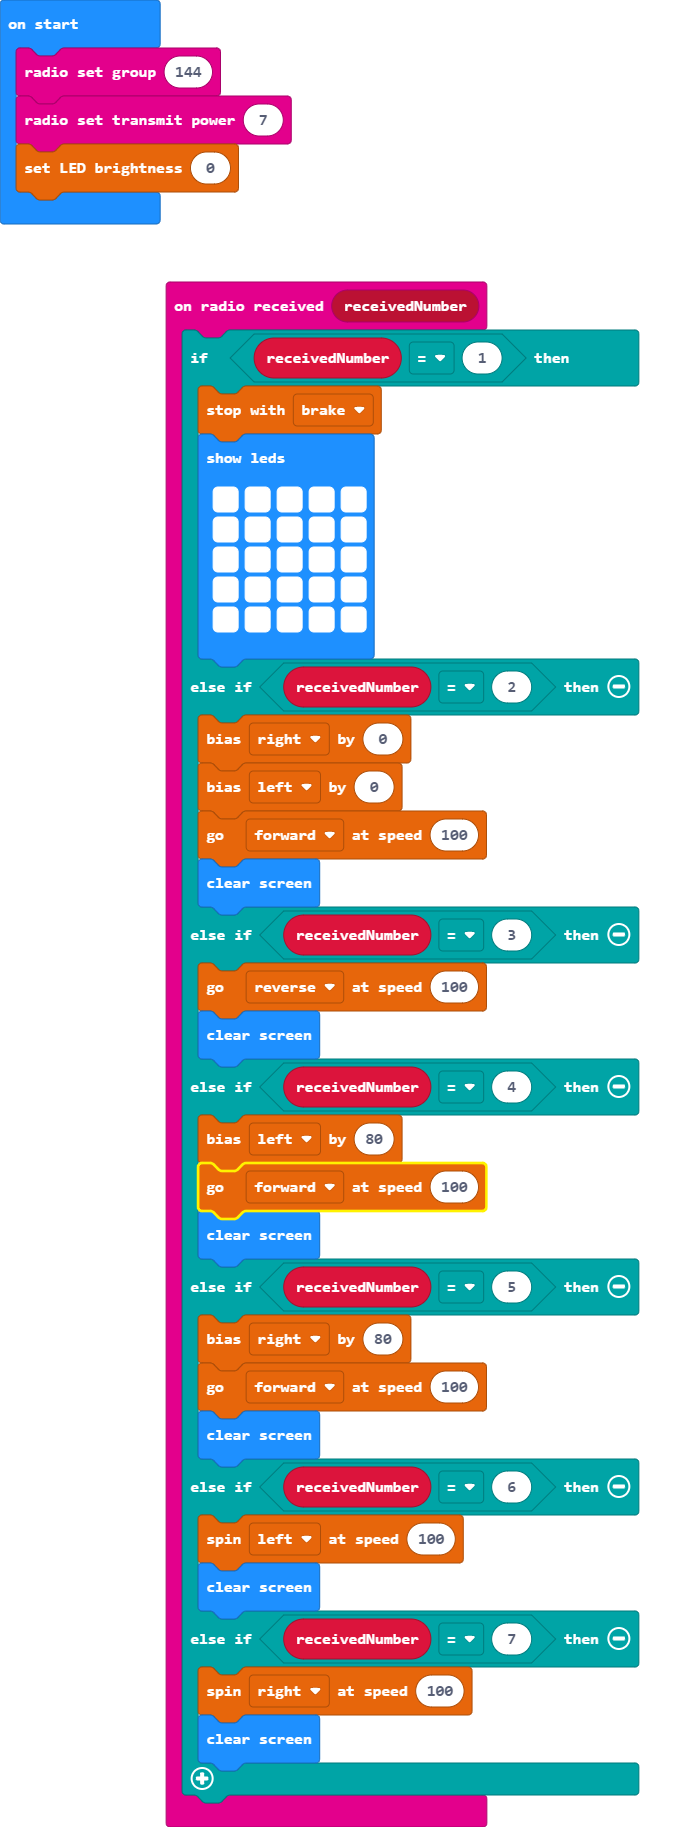 on start
radio set group 144
radio set transmit power 7
set LED brightness 0
on radio received receivedNumber
if receivedNumber = 1 then
stop with brake
show leds
else if receivedNumber = 2 then
bias right by 0
bias left by 0
go forward at speed 100
clear screen
else if receivedNumber = 3 then
go reverse at speed 100
clear screen
else if receivedNumber = 4 then
bias left by 80
go forward at speed 100
clear screen
else if receivedNumber = 5 then
bias right by 80
go forward at speed 100
clear screen
else if receivedNumber = 6 then
spin left at speed 100
clear screen
else if receivedNumber = 7 then
spin right at speed 100
clear screen